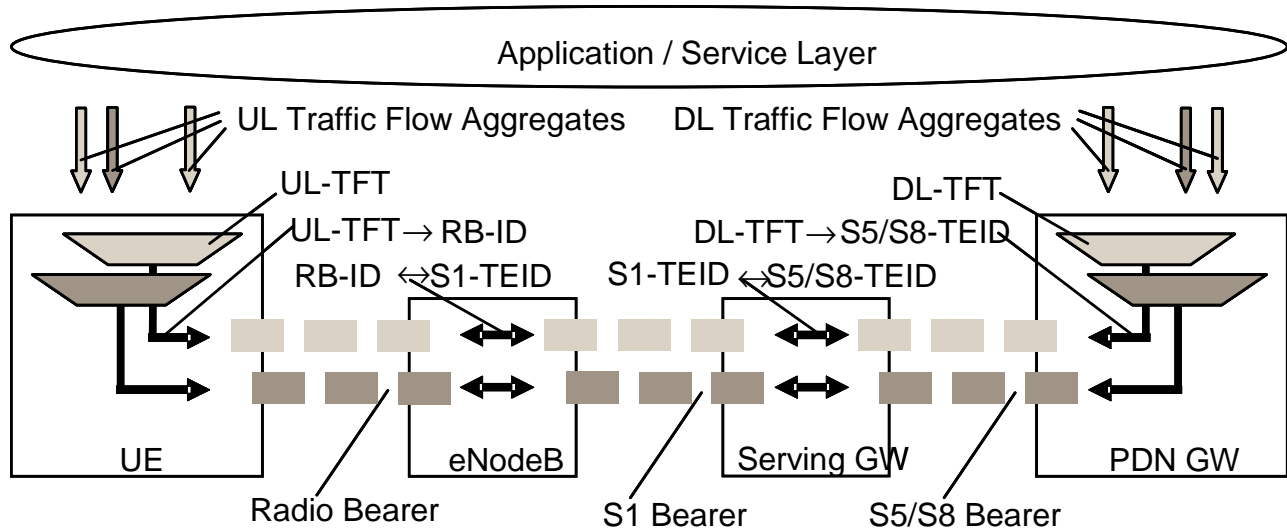 Application / Service Layer
UL Traffic Flow Aggregates
DL Traffic Flow Aggregates
UL-TFT
DL-TFT
UL-TFT → RB-ID
DL-TFT → S5/S8-TEID
RB-ID ↔ S1-TEID
S1-TEID ↔ S5/S8-TEID
UE
eNodeB
Serving GW
PDN GW
Radio Bearer
S1 Bearer
S5/S8 Bearer